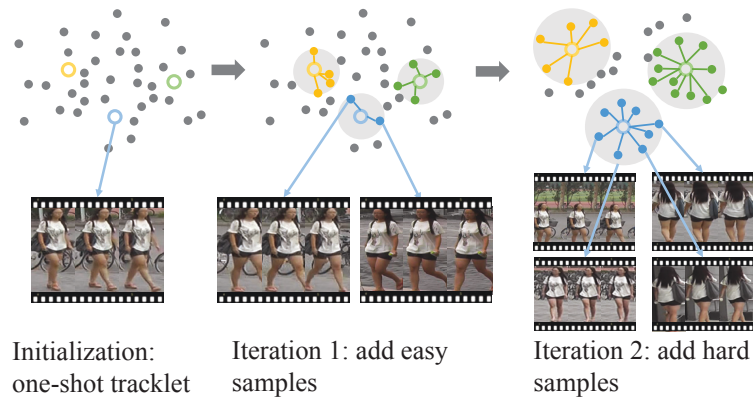 Initialization:
one-shot tracklet
Iteration 1: add easy
samples
Iteration 2: add hard
samples